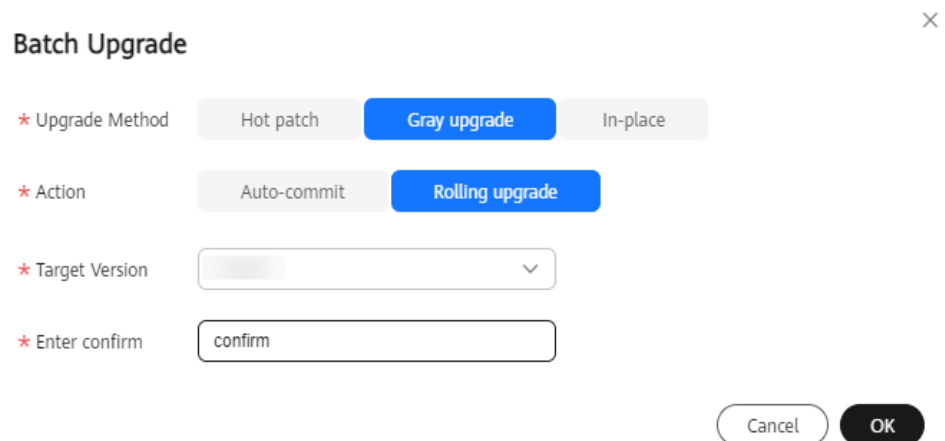 Batch Upgrade
* Upgrade Method Hot patch Gray upgrade In-place
* Action Auto-commit Rolling upgrade
* Target Version
* Enter confirm confirm
Cancel OK